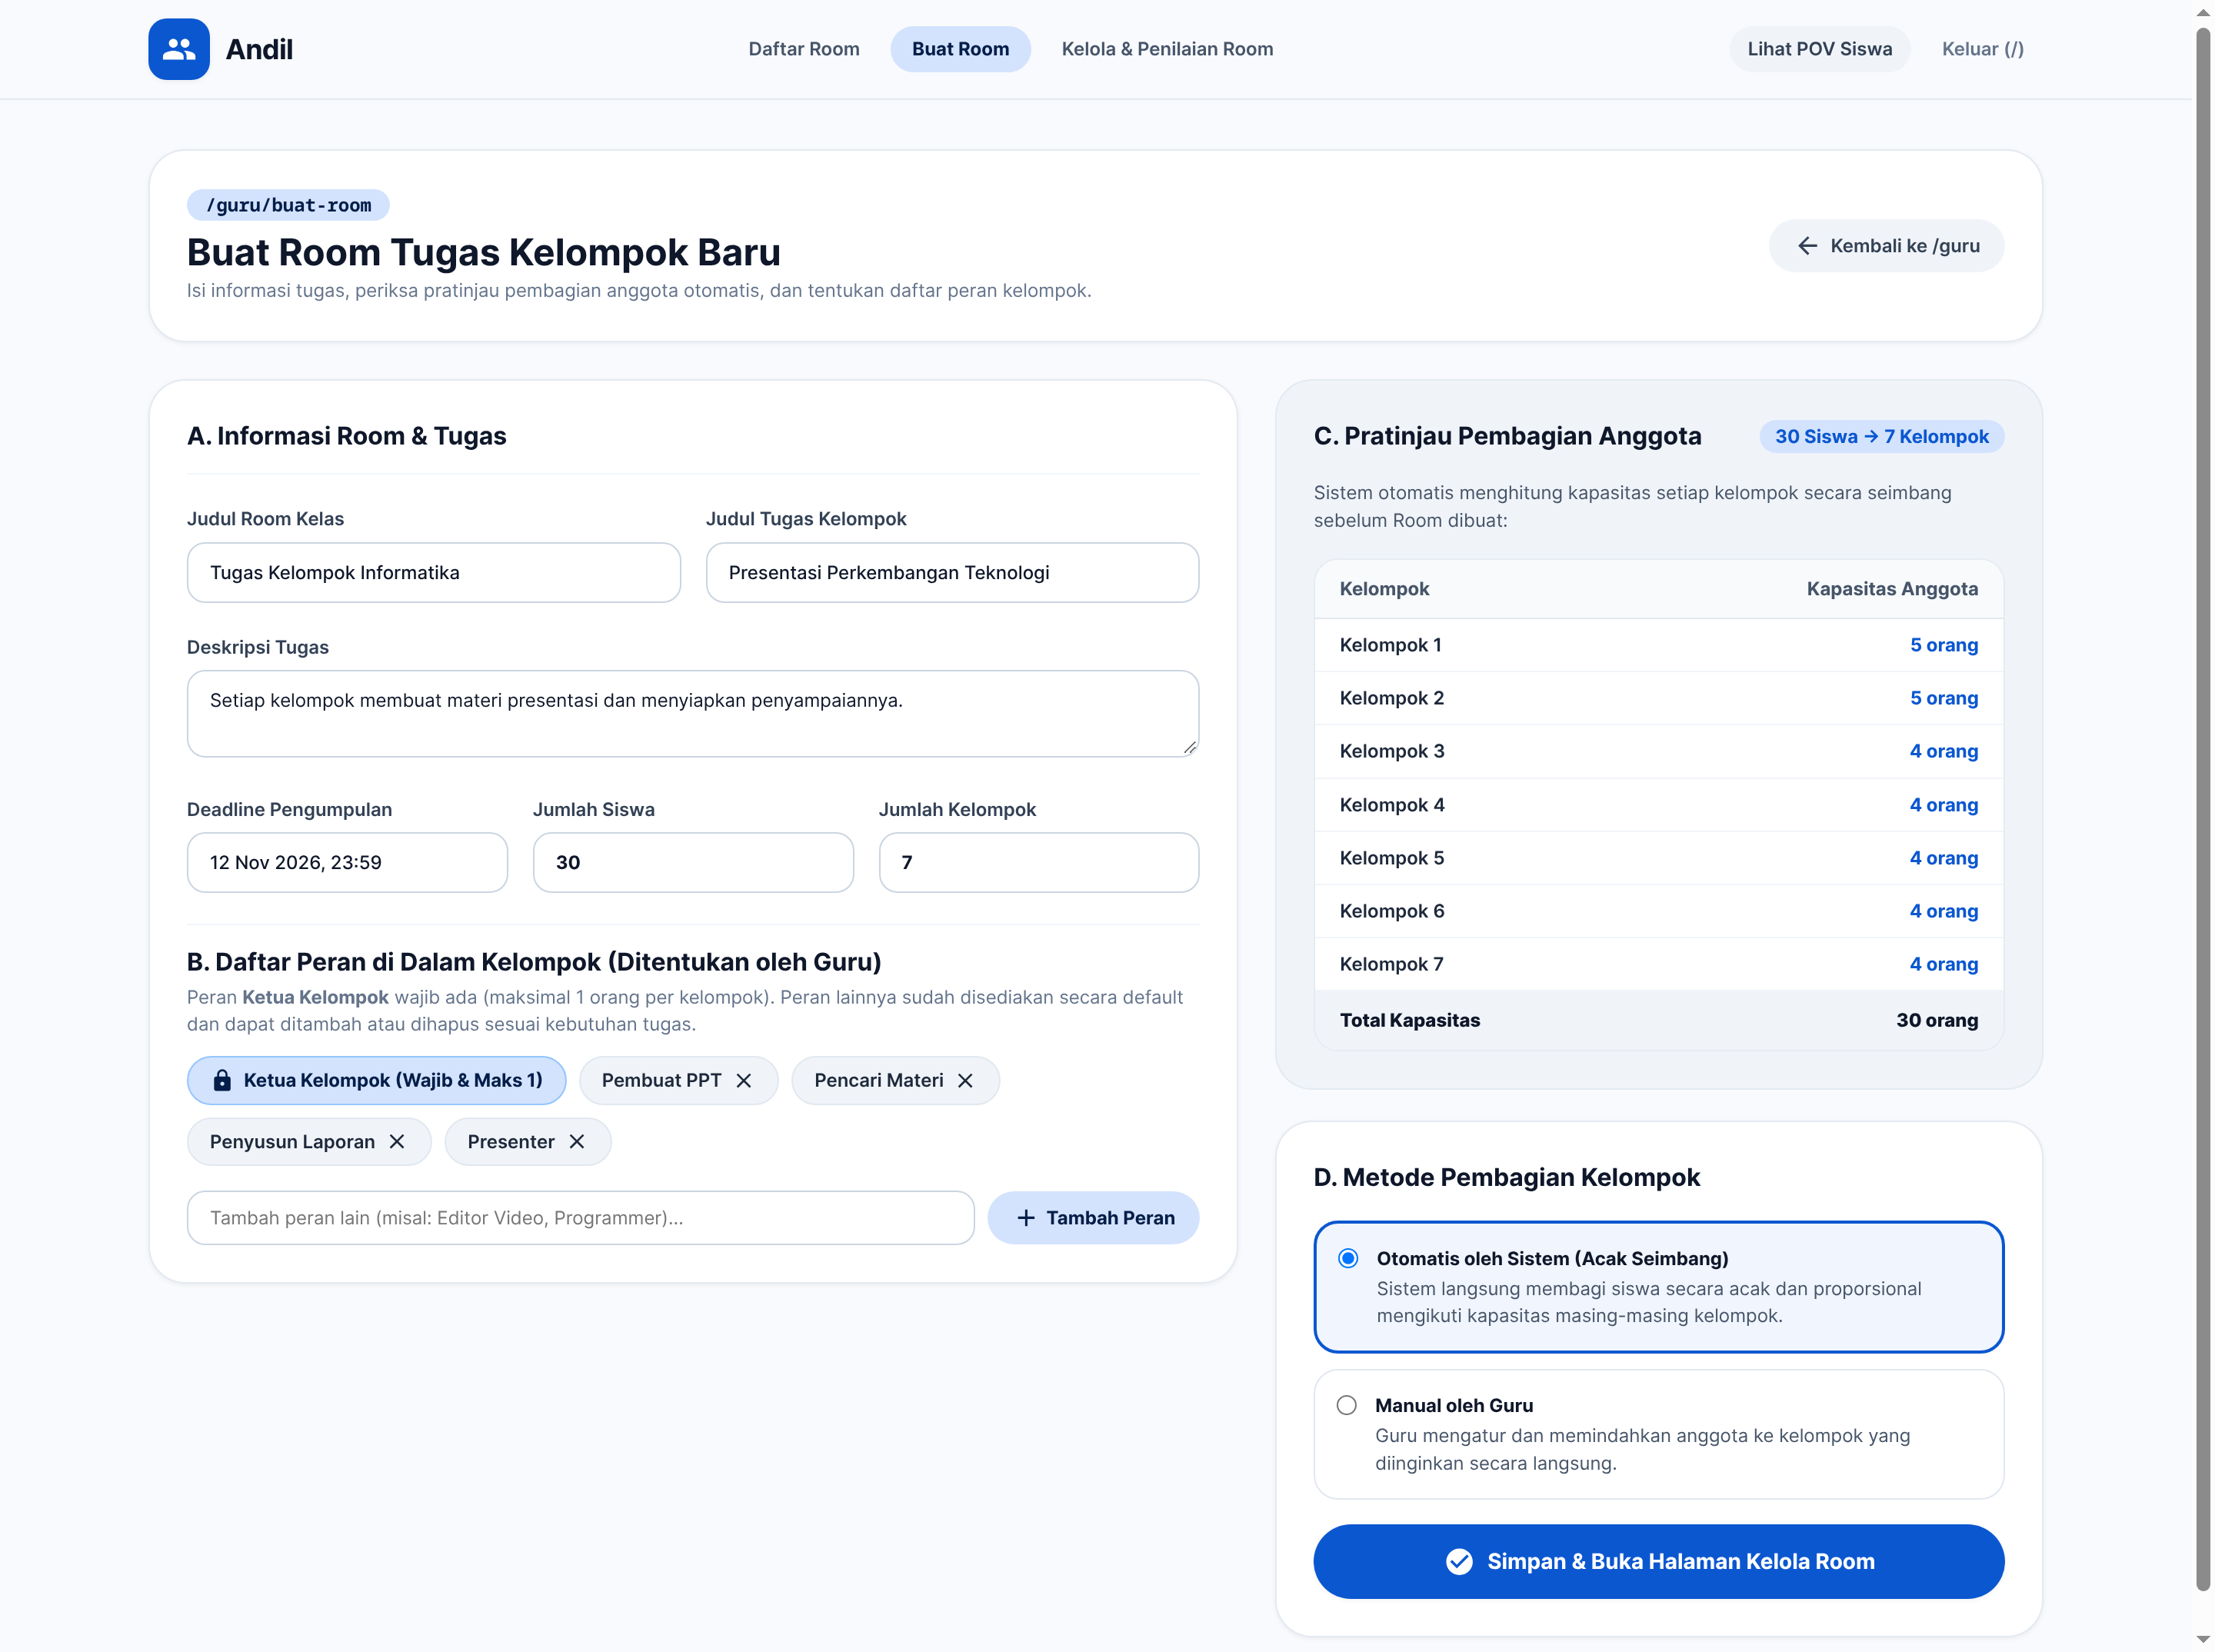 Andil
Daftar Room
Buat Room
Kelola & Penilaian Room
Lihat POV Siswa
Keluar (/)
/guru/buat-room
Buat Room Tugas Kelompok Baru
Isi informasi tugas, periksa pratinjau pembagian anggota otomatis, dan tentukan daftar peran kelompok.
Kembali ke /guru
A. Informasi Room & Tugas
Judul Room Kelas
Judul Tugas Kelompok
Tugas Kelompok Informatika
Presentasi Perkembangan Teknologi
Deskripsi Tugas
Setiap kelompok membuat materi presentasi dan menyiapkan penyampaiannya.
Deadline Pengumpulan
Jumlah Siswa
Jumlah Kelompok
12 Nov 2026, 23:59
30
7
B. Daftar Peran di Dalam Kelompok (Ditentukan oleh Guru)
Peran Ketua Kelompok wajib ada (maksimal 1 orang per kelompok). Peran lainnya sudah disediakan secara default
dan dapat ditambah atau dihapus sesuai kebutuhan tugas.
Ketua Kelompok (Wajib & Maks 1)
Pembuat PPT
Pencari Materi
Penyusun Laporan
Presenter
Tambah peran lain (misal: Editor Video, Programmer)...
Tambah Peran
C. Pratinjau Pembagian Anggota
30 Siswa → 7 Kelompok
Sistem otomatis menghitung kapasitas setiap kelompok secara seimbang
sebelum Room dibuat:
Kelompok Kapasitas Anggota
Kelompok 1 5 orang
Kelompok 2 5 orang
Kelompok 3 4 orang
Kelompok 4 4 orang
Kelompok 5 4 orang
Kelompok 6 4 orang
Kelompok 7 4 orang
Total Kapasitas 30 orang
D. Metode Pembagian Kelompok
Otomatis oleh Sistem (Acak Seimbang)
Sistem langsung membagi siswa secara acak dan proporsional
mengikuti kapasitas masing-masing kelompok.
Manual oleh Guru
Guru mengatur dan memindahkan anggota ke kelompok yang
diinginkan secara langsung.
Simpan & Buka Halaman Kelola Room